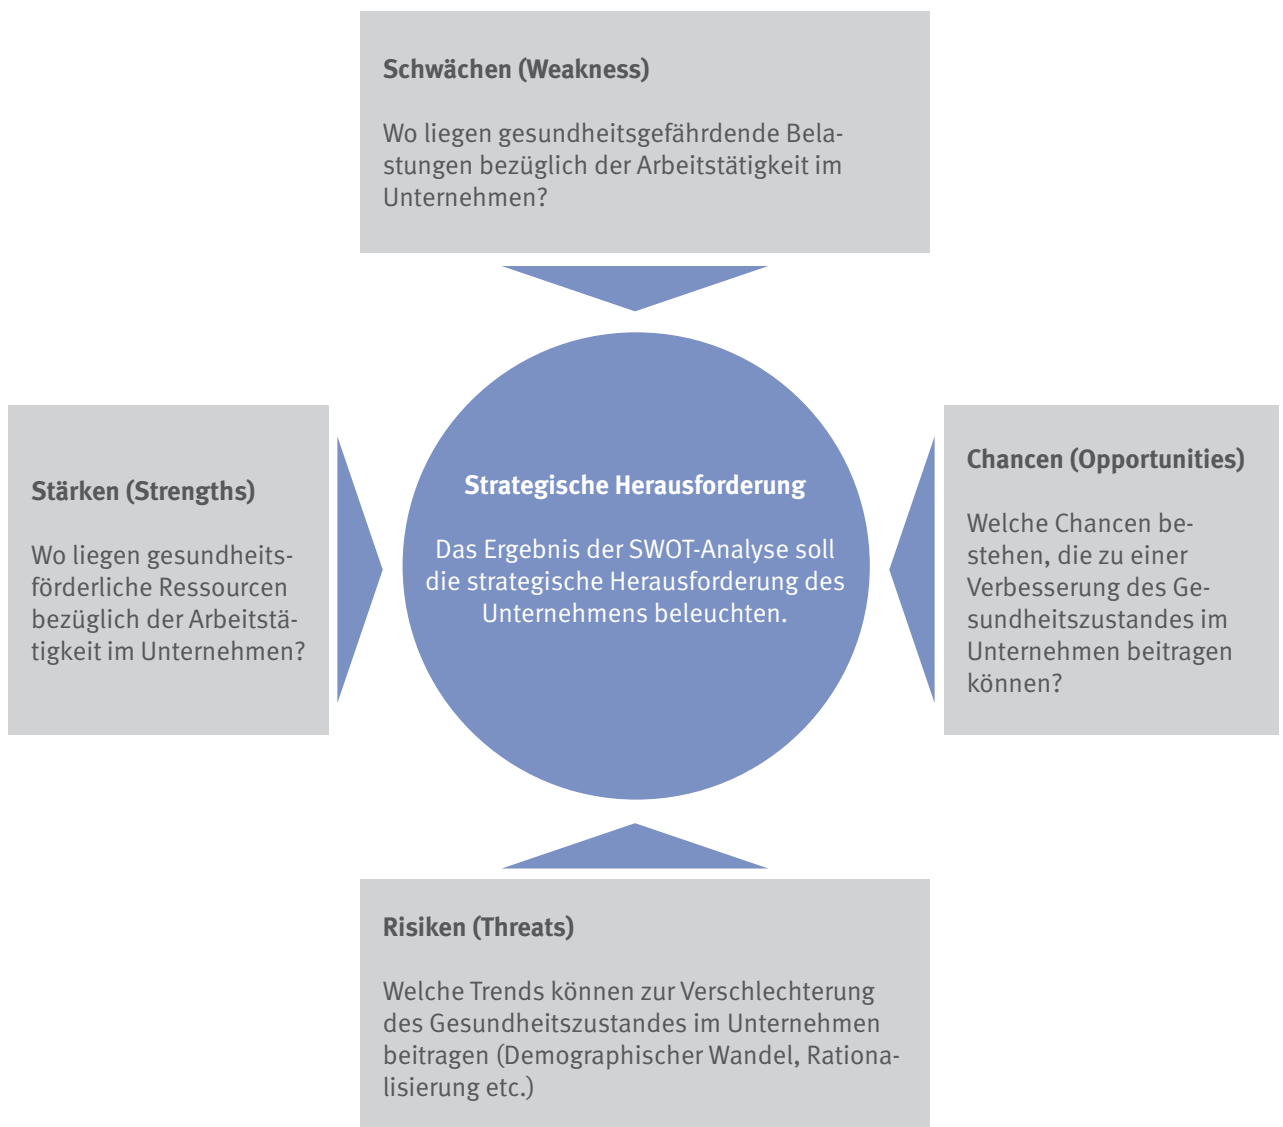 Schwächen (Weakness)
Wo liegen gesundheitsgefährdende Bela-
stungen bezüglich der Arbeitstätigkeit im
Unternehmen?
Stärken (Strengths)
Wo liegen gesundheits-
förderliche Ressourcen
bezüglich der Arbeitstä-
tigkeit im Unternehmen?
Strategische Herausforderung
Das Ergebnis der SWOT-Analyse soll
die strategische Herausforderung des
Unternehmens beleuchten.
Chancen (Opportunities)
Welche Chancen be-
stehen, die zu einer
Verbesserung des Ge-
sundheitszustandes im
Unternehmen beitragen
können?
Risiken (Threats)
Welche Trends können zur Verschlechterung
des Gesundheitszustandes im Unternehmen
beitragen (Demographischer Wandel, Rationa-
lisierung etc.)